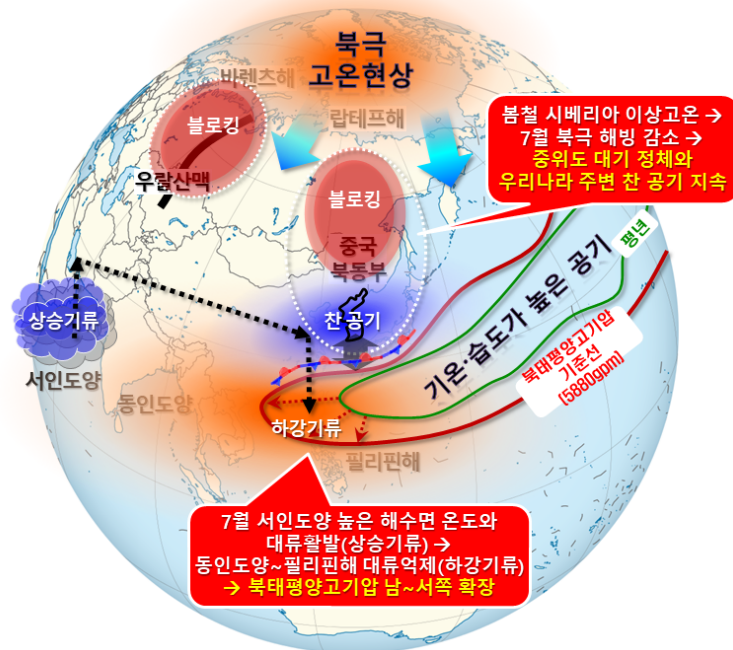 북극
고온현상
바렌츠해
랍테프해
블로킹
우랄산맥
블로킹
중국
북동부
찬 공기
봄철 시베리아 이상고온 →
7월 북극 해빙 감소 →
중위도 대기 정체와
우리나라 주변 찬 공기 지속
평년
기온·습도가 높은 공기
북태평양고기압
기준선
(5880gpm)
상승기류
서인도양
동인도양
하강기류
필리핀해
7월 서인도양 높은 해수면 온도와
대류활발(상승기류) →
동인도양~필리핀해 대류억제(하강기류)
→ 북태평양고기압 남~서쪽 확장